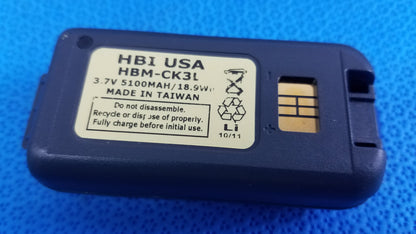 HBI USA
HBM-CK3L
3.7V 5100MAH/18.9WH
MADE IN TAIWAN
Do not disassemble.
Recycle or dispose of properly.
Fully charge before initial use.
Li
10/11